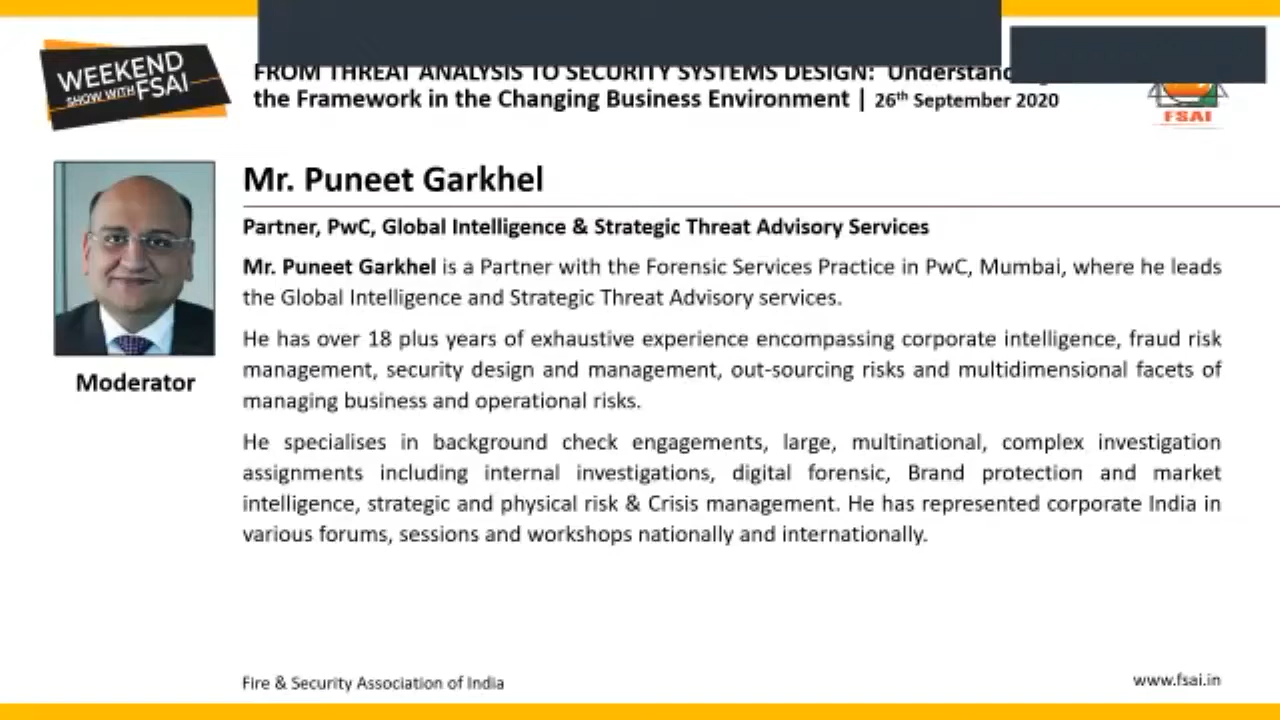 WEEKEND
SHOW WITH FSAI
FROM THREAT ANALYSIS TO SECURITY SYSTEMS DESIGN:
the Framework in the Changing Business Environment | 26th September 2020
FSAI
Mr. Puneet Garkhel
Partner, PwC, Global Intelligence & Strategic Threat Advisory Services
Mr. Puneet Garkhel is a Partner with the Forensic Services Practice in PwC, Mumbai, where he leads
the Global Intelligence and Strategic Threat Advisory services.
He has over 18 plus years of exhaustive experience encompassing corporate intelligence, fraud risk
management, security design and management, out-sourcing risks and multidimensional facets of
managing business and operational risks.
Moderator
He specialises in background check engagements, large, multinational, complex investigation
assignments including internal investigations, digital forensic, Brand protection and market
intelligence, strategic and physical risk & Crisis management. He has represented corporate India in
various forums, sessions and workshops nationally and internationally.
Fire & Security Association of India
www.fsai.in